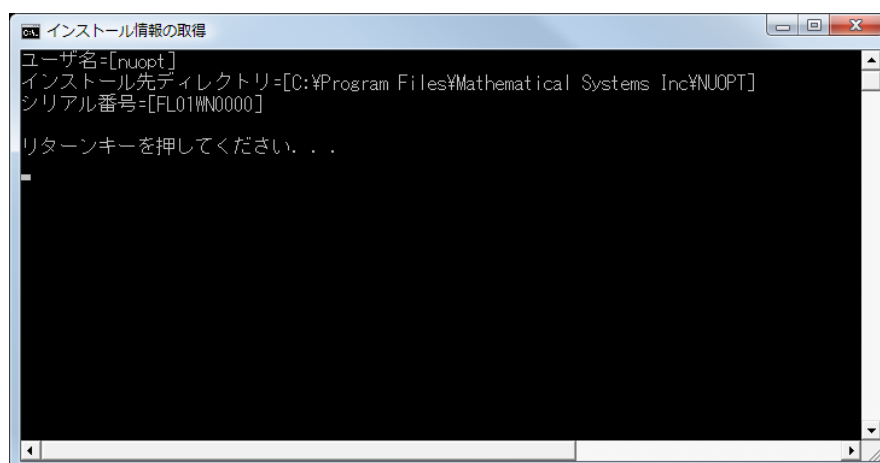 インストール情報の取得
ユーザ名=[nuopt]
インストール先ディレクトリ=[C:¥Program Files¥Mathematical Systems Inc¥NUOPT]
シリアル番号=[FL01WN0000]
リターンキーを押してください. . .